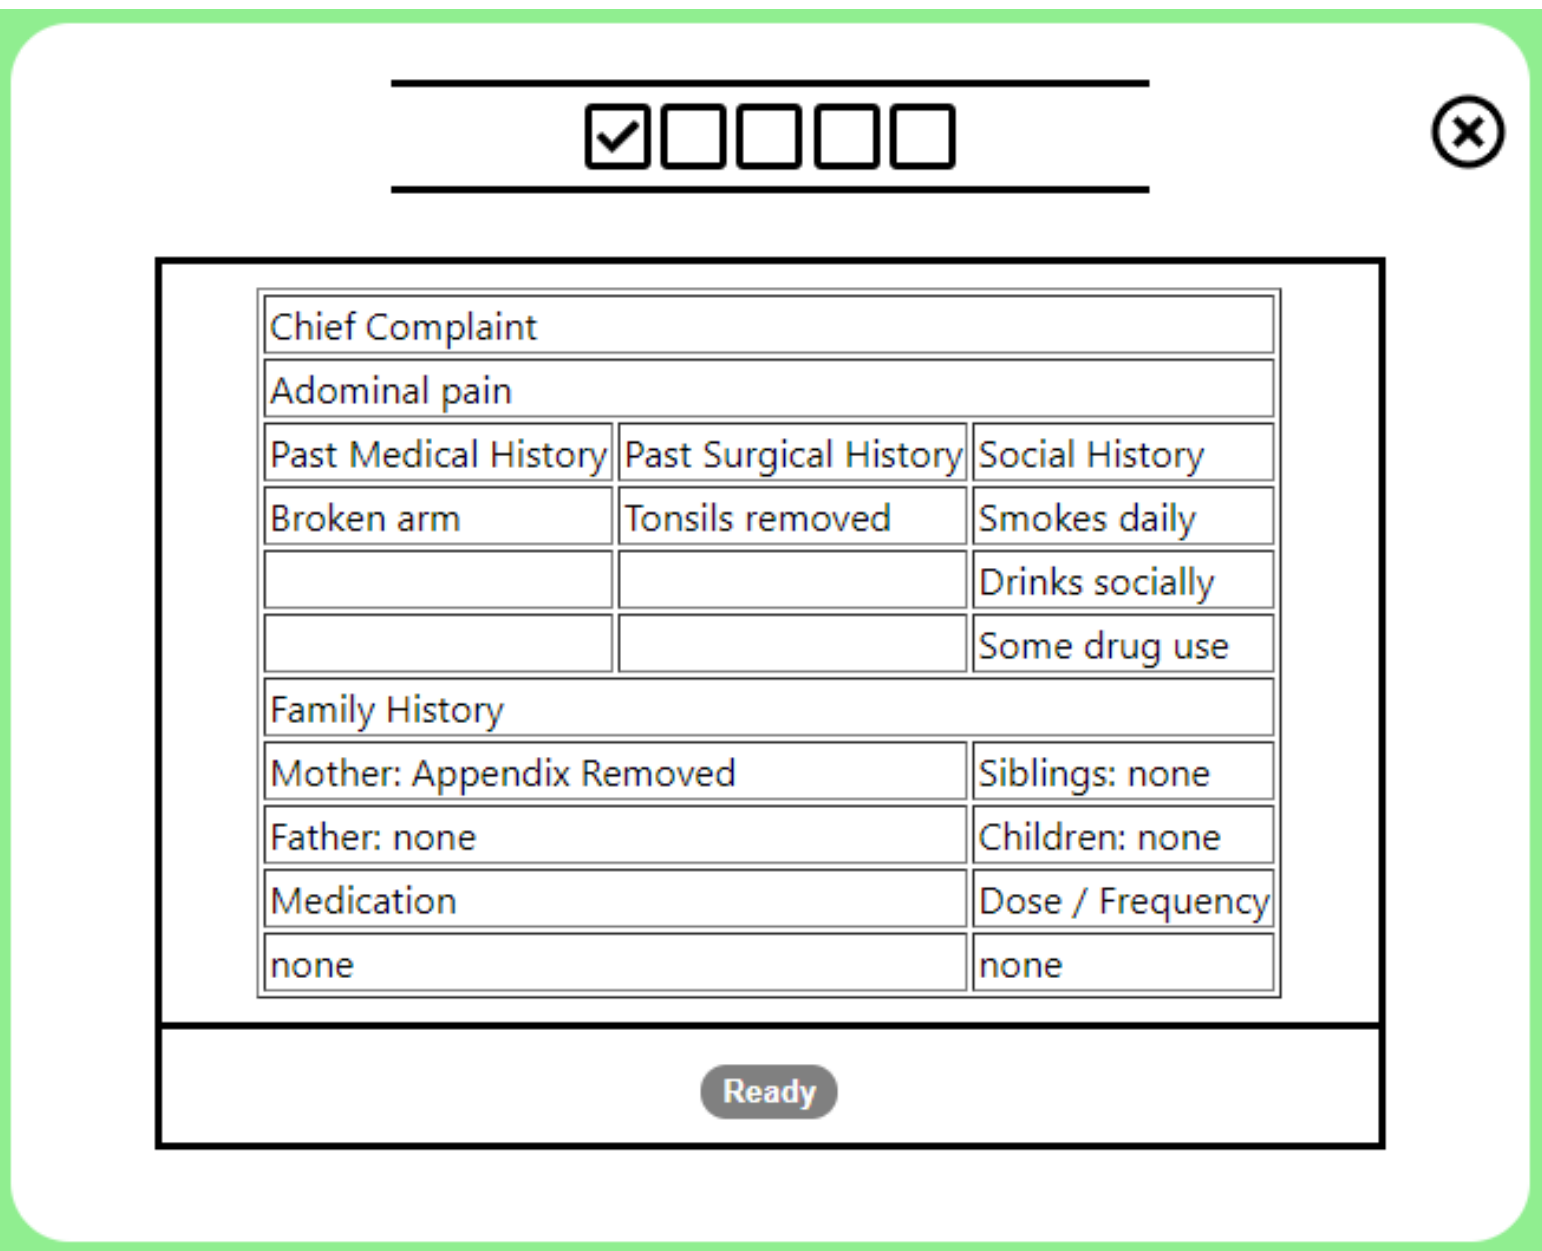 Chief Complaint
Adominal pain
Past Medical History Past Surgical History Social History
Broken arm Tonsils removed Smokes daily
Drinks socially
Some drug use
Family History
Mother: Appendix Removed Siblings: none
Father: none Children: none
Medication Dose / Frequency
none none
Ready